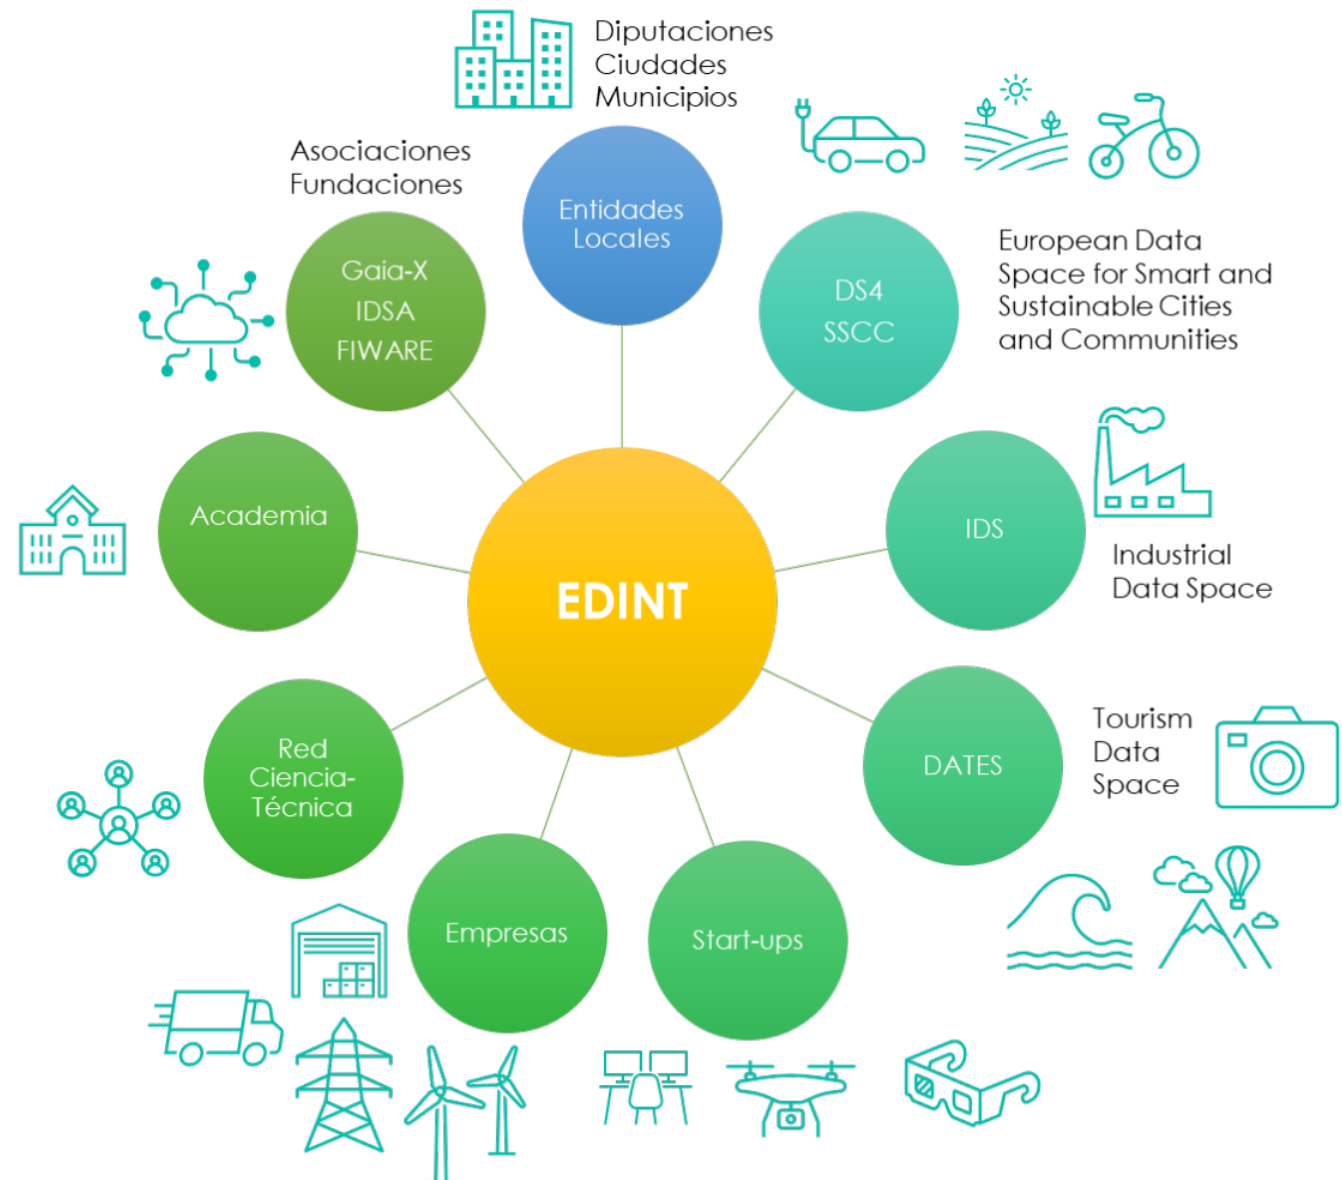 Diputaciones
Ciudades
Municipios
Asociaciones
Fundaciones
Entidades
Locales
Gaia-X
IDSA
FIWARE
DS4
SSCC
European Data
Space for Smart and
Sustainable Cities
and Communities
Academia
IDS
Industrial
Data Space
EDINT
Red
Ciencia-
Técnica
DATES
Tourism
Data
Space
Empresas
Start-ups